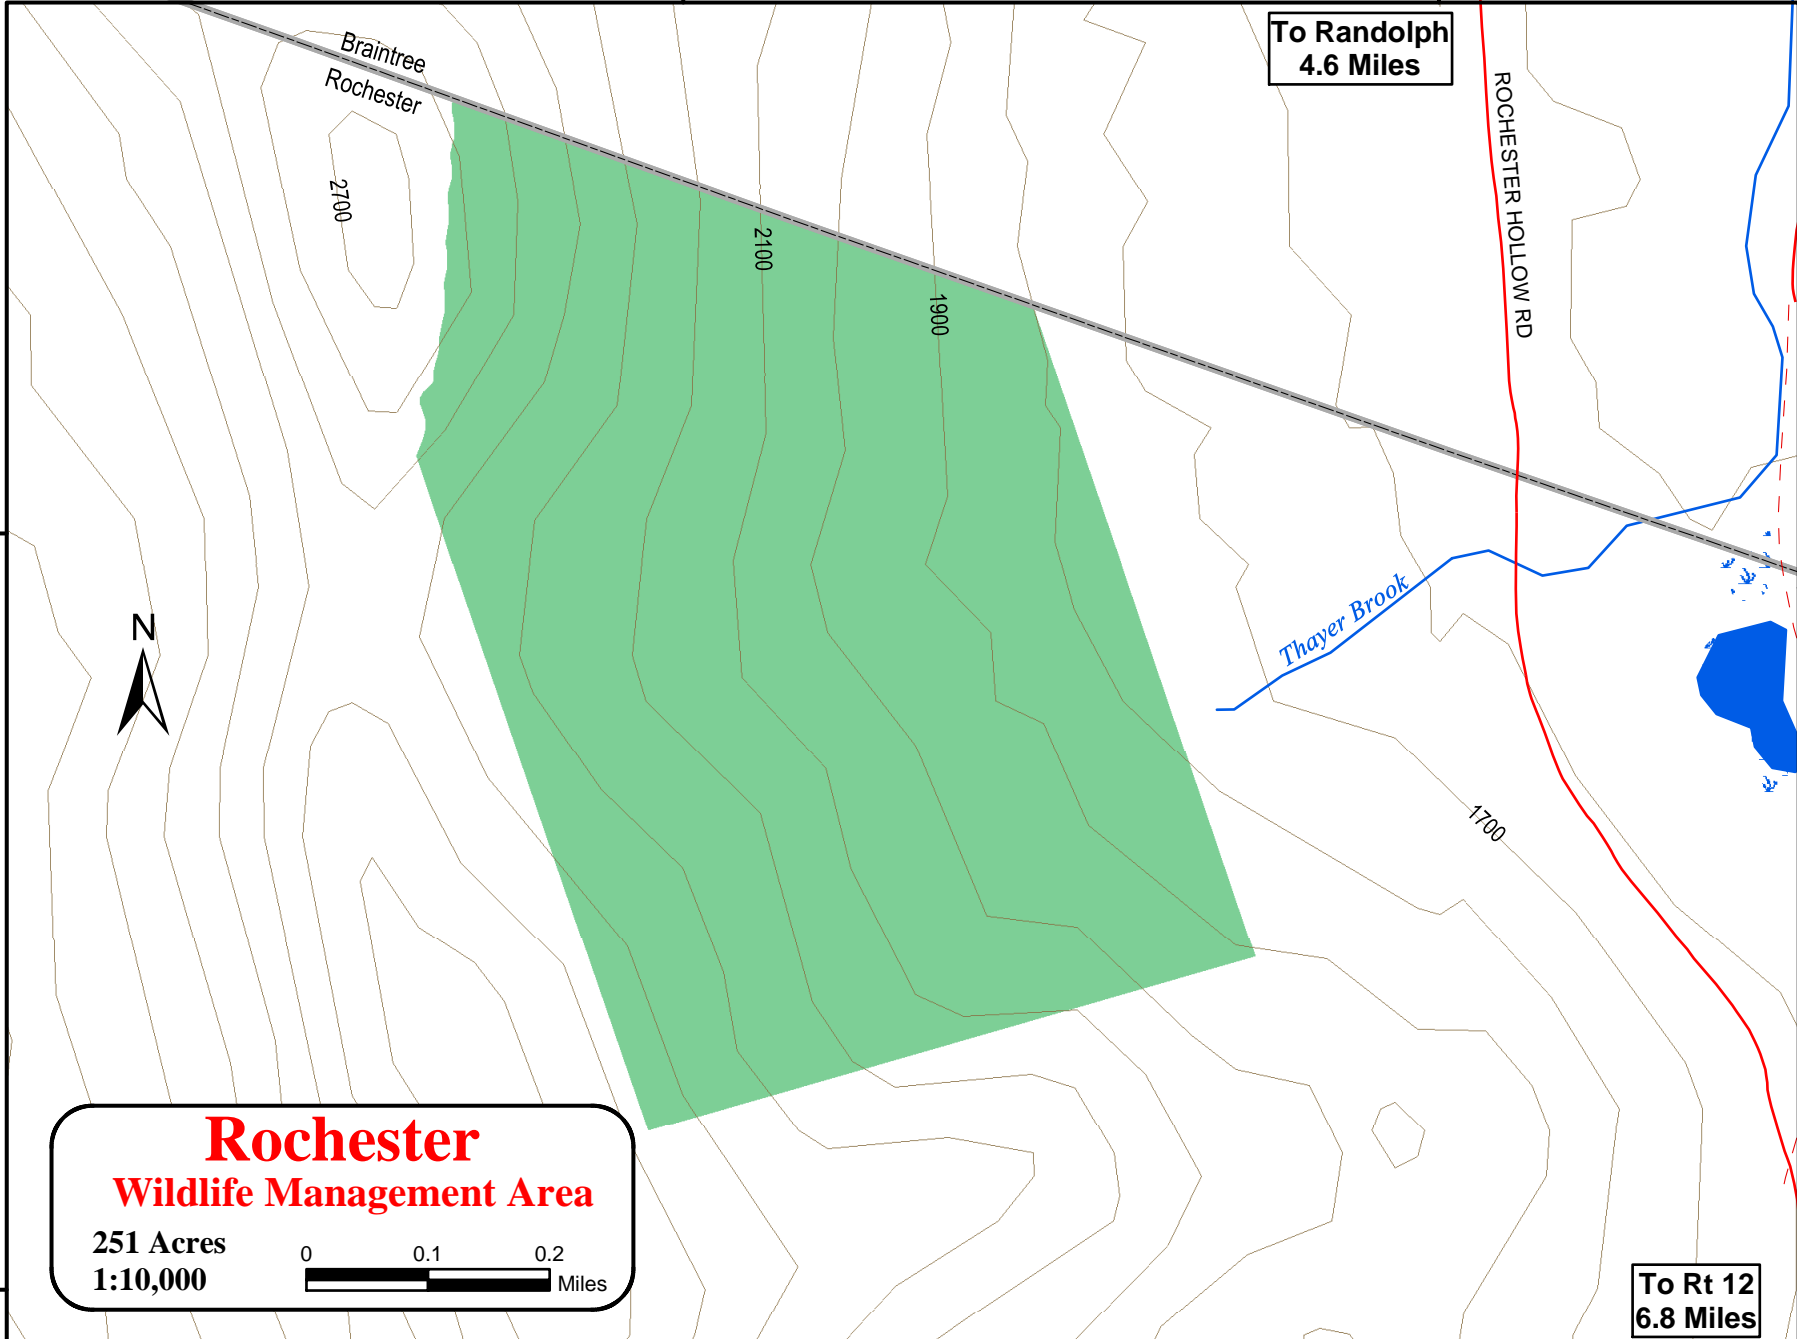 To Randolph
4.6 Miles
Braintree
Rochester
ROCHESTER HOLLOW RD
2700
2100
1900
Thayer Brook
N
1700
Rochester
Wildlife Management Area
251 Acres
1:10,000
0 0.1 0.2
Miles
To Rt 12
6.8 Miles